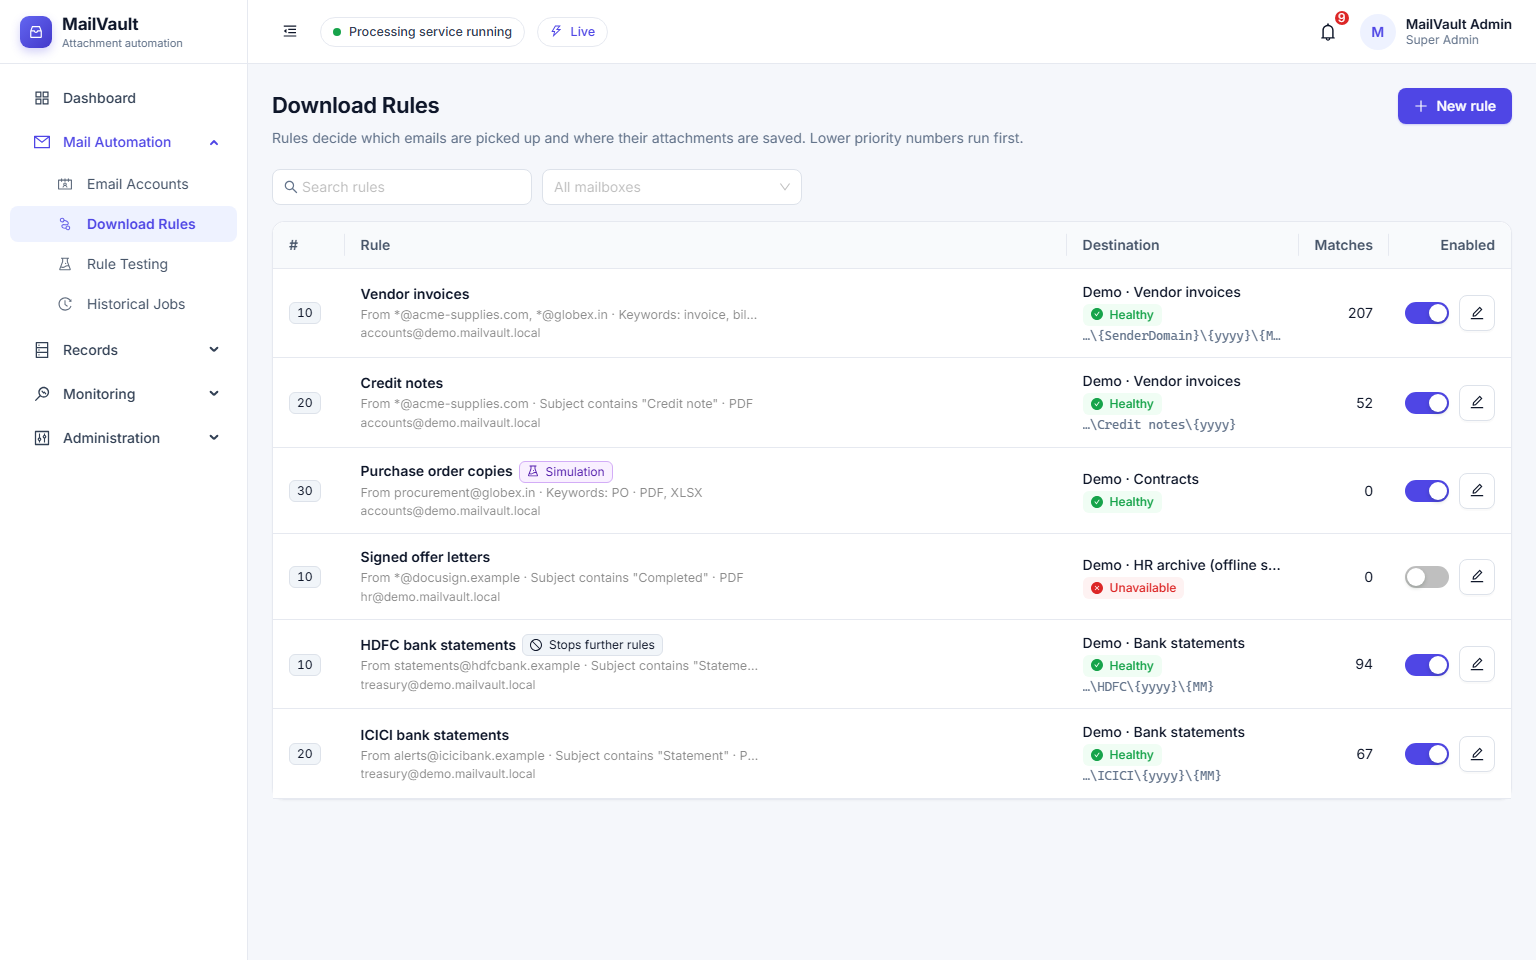 MailVault
Attachment automation
Processing service running
Live
9
M
MailVault Admin
Super Admin
Dashboard
Mail Automation
Email Accounts
Download Rules
Rule Testing
Historical Jobs
Records
Monitoring
Administration
Download Rules
Rules decide which emails are picked up and where their attachments are saved. Lower priority numbers run first.
New rule
Search rules
All mailboxes
# Rule Destination Matches Enabled
10
Vendor invoices
From *@acme-supplies.com, *@globex.in · Keywords: invoice, bil...
accounts@demo.mailvault.local
Demo · Vendor invoices
Healthy
…\{SenderDomain}\{yyyy}\{M…
207
20
Credit notes
From *@acme-supplies.com · Subject contains "Credit note" · PDF
accounts@demo.mailvault.local
Demo · Vendor invoices
Healthy
…\Credit notes\{yyyy}
52
30
Purchase order copies Simulation
From procurement@globex.in · Keywords: PO · PDF, XLSX
accounts@demo.mailvault.local
Demo · Contracts
Healthy
0
10
Signed offer letters
From *@docusign.example · Subject contains "Completed" · PDF
hr@demo.mailvault.local
Demo · HR archive (offline s...
Unavailable
0
10
HDFC bank statements Stops further rules
From statements@hdfcbank.example · Subject contains "Stateme...
treasury@demo.mailvault.local
Demo · Bank statements
Healthy
…\HDFC\{yyyy}\{MM}
94
20
ICICI bank statements
From alerts@icicibank.example · Subject contains "Statement" · P...
treasury@demo.mailvault.local
Demo · Bank statements
Healthy
…\ICICI\{yyyy}\{MM}
67